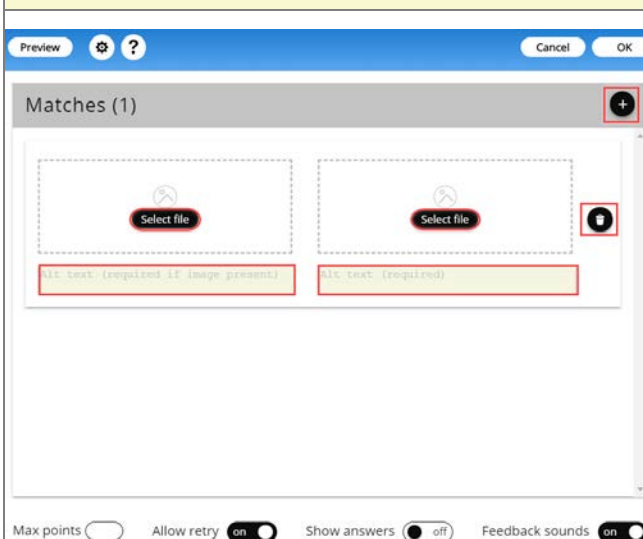 Preview ? Cancel OK
Matches (1) +
Select file Select file
Alt text (required if image present) Alt text (required)
Max points Allow retry on Show answers off Feedback sounds on